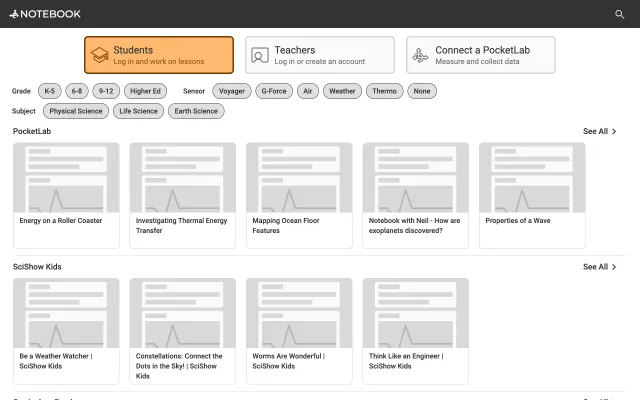 NOTEBOOK
Students
Log in and work on lessons
Teachers
Log in or create an account
Connect a PocketLab
Measure and collect data
Grade K-5 6-8 9-12 Higher Ed Sensor Voyager G-Force Air Weather Thermo None
Subject Physical Science Life Science Earth Science
PocketLab See All
Energy on a Roller Coaster
Investigating Thermal Energy
Transfer
Mapping Ocean Floor
Features
Notebook with Neil - How are
exoplanets discovered?
Properties of a Wave
SciShow Kids See All
Be a Weather Watcher |
SciShow Kids
Constellations: Connect the
Dots in the Sky! | SciShow
Kids
Worms Are Wonderful |
SciShow Kids
Think Like an Engineer |
SciShow Kids